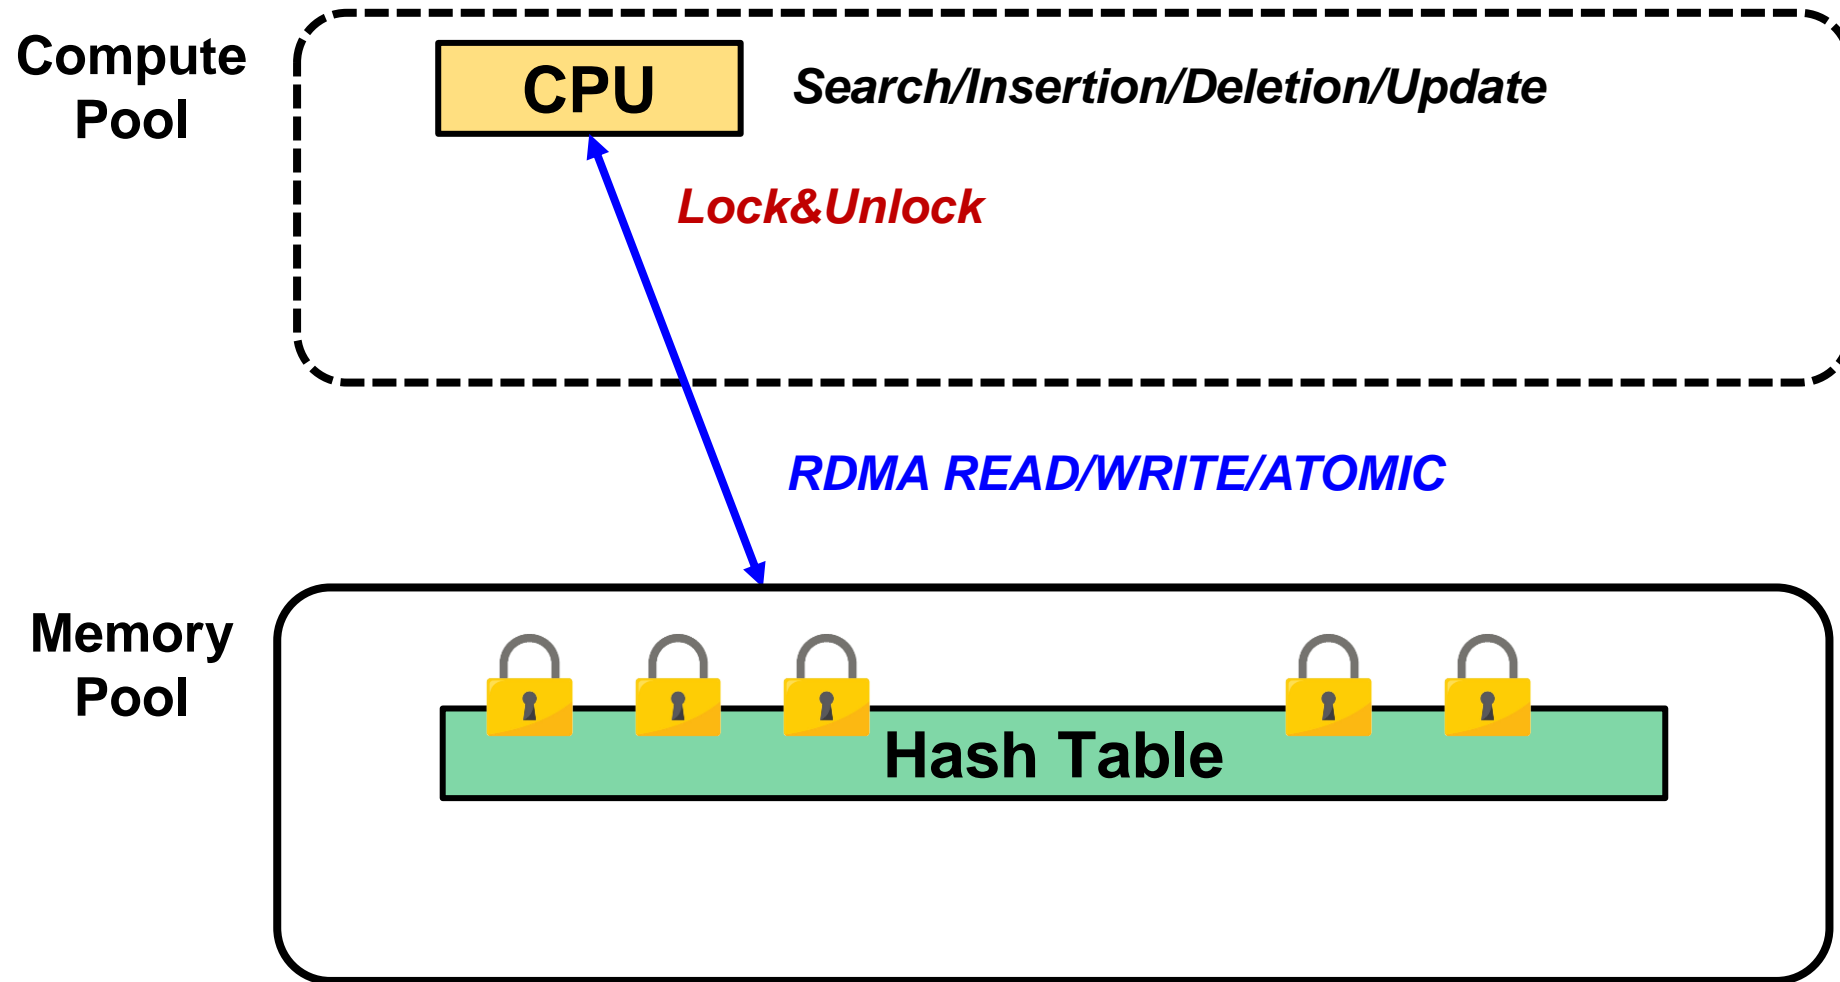 Compute
Pool
CPU
Search/Insertion/Deletion/Update
Lock&Unlock
RDMA READ/WRITE/ATOMIC
Memory
Pool
Hash Table